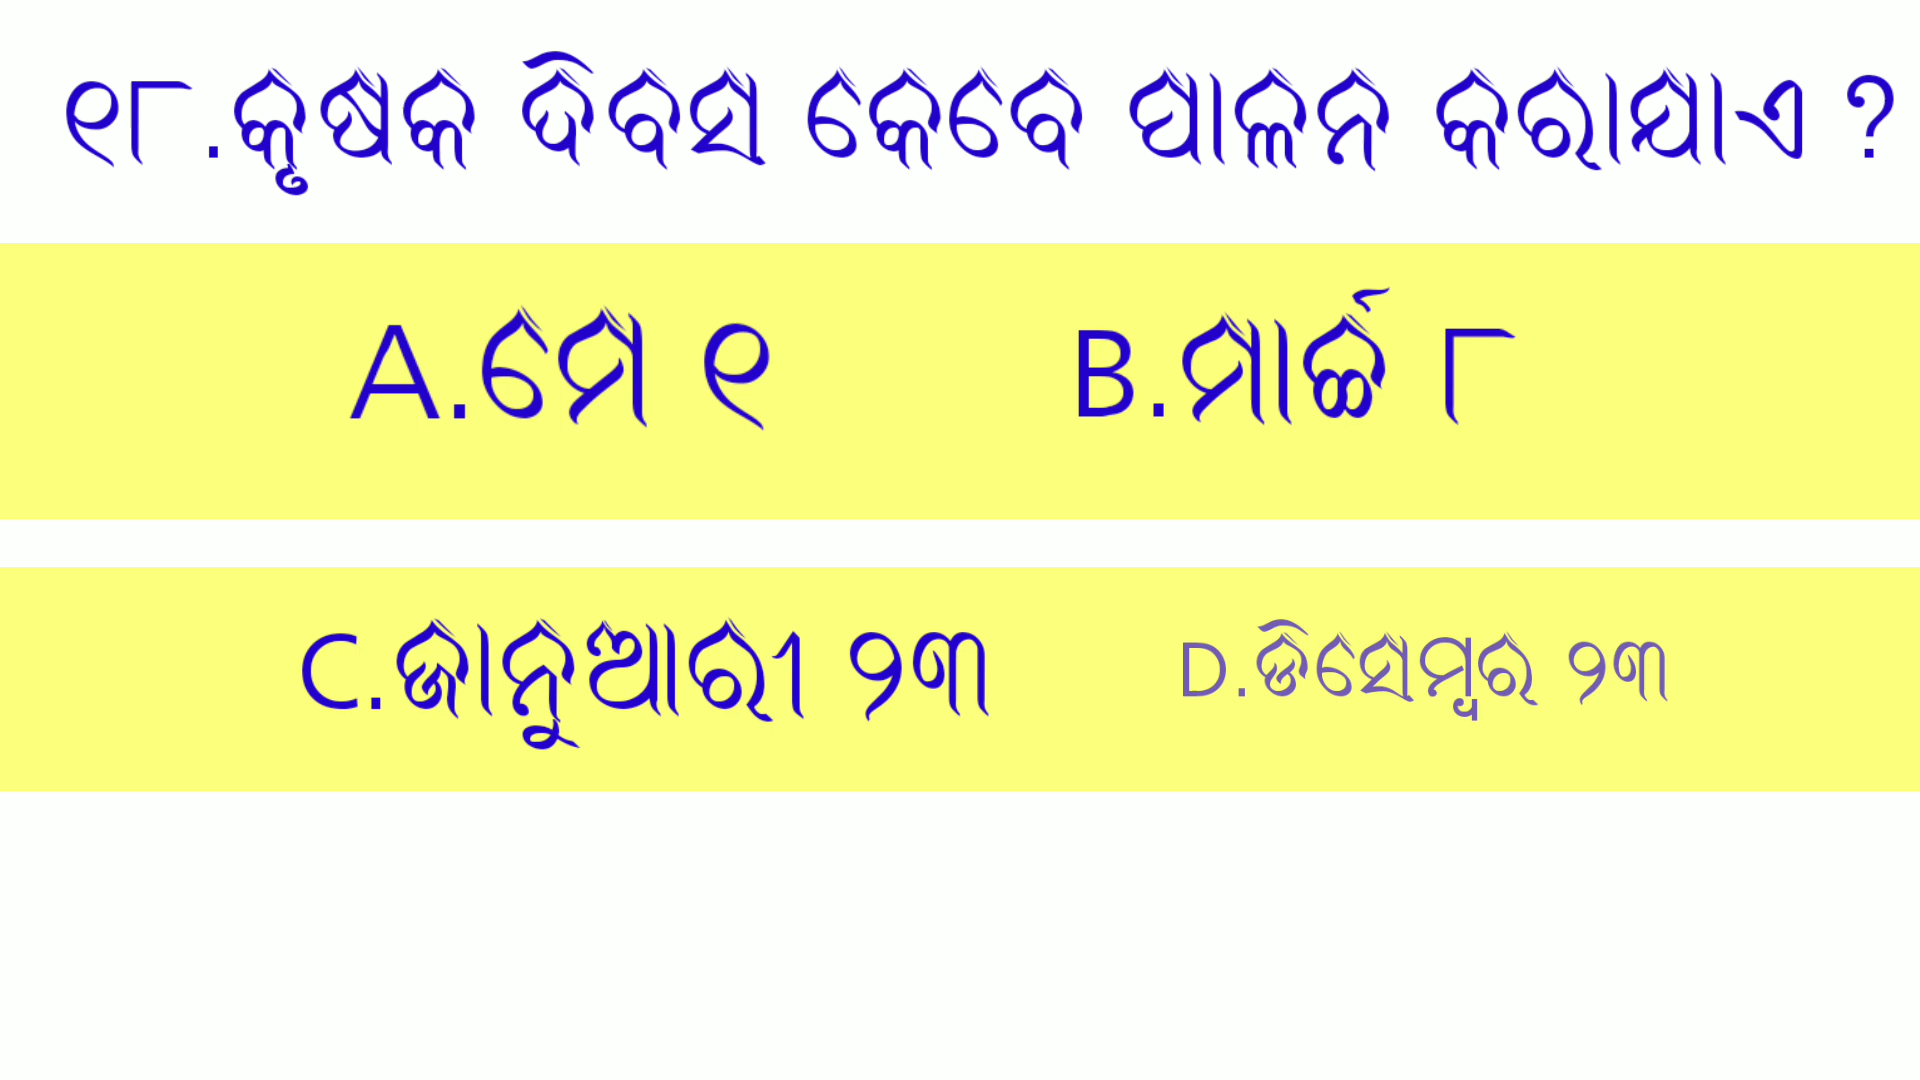 ୧୮.କୃଷକ ଦିବସ କେବେ ପାଳନ କରାଯାଏ ?
A.ମେ ୧ B.ମାର୍ଚ୍ଚ ୮
C.ଜାନୁଆରୀ ୨୩ D.ଡିସେମ୍ବର ୨୩